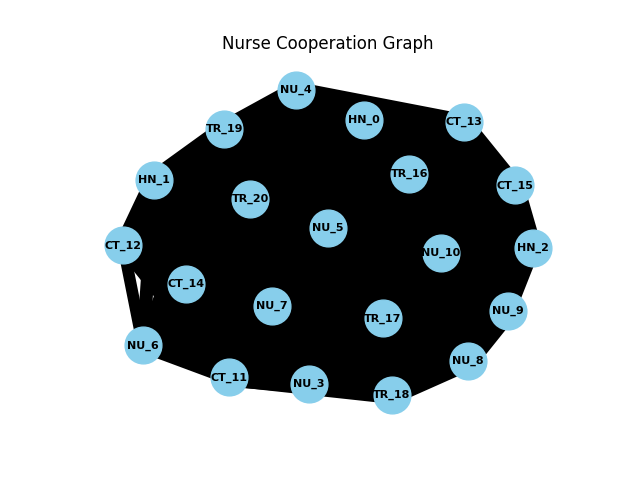 Nurse Cooperation Graph
NU_4
HN_0
CT_13
TR_19
TR_16
HN_1
CT_15
TR_20
NU_5
CT_12
HN_2
NU_10
CT_14
NU_7
NU_9
TR_17
NU_6
NU_8
CT_11
NU_3
TR_18